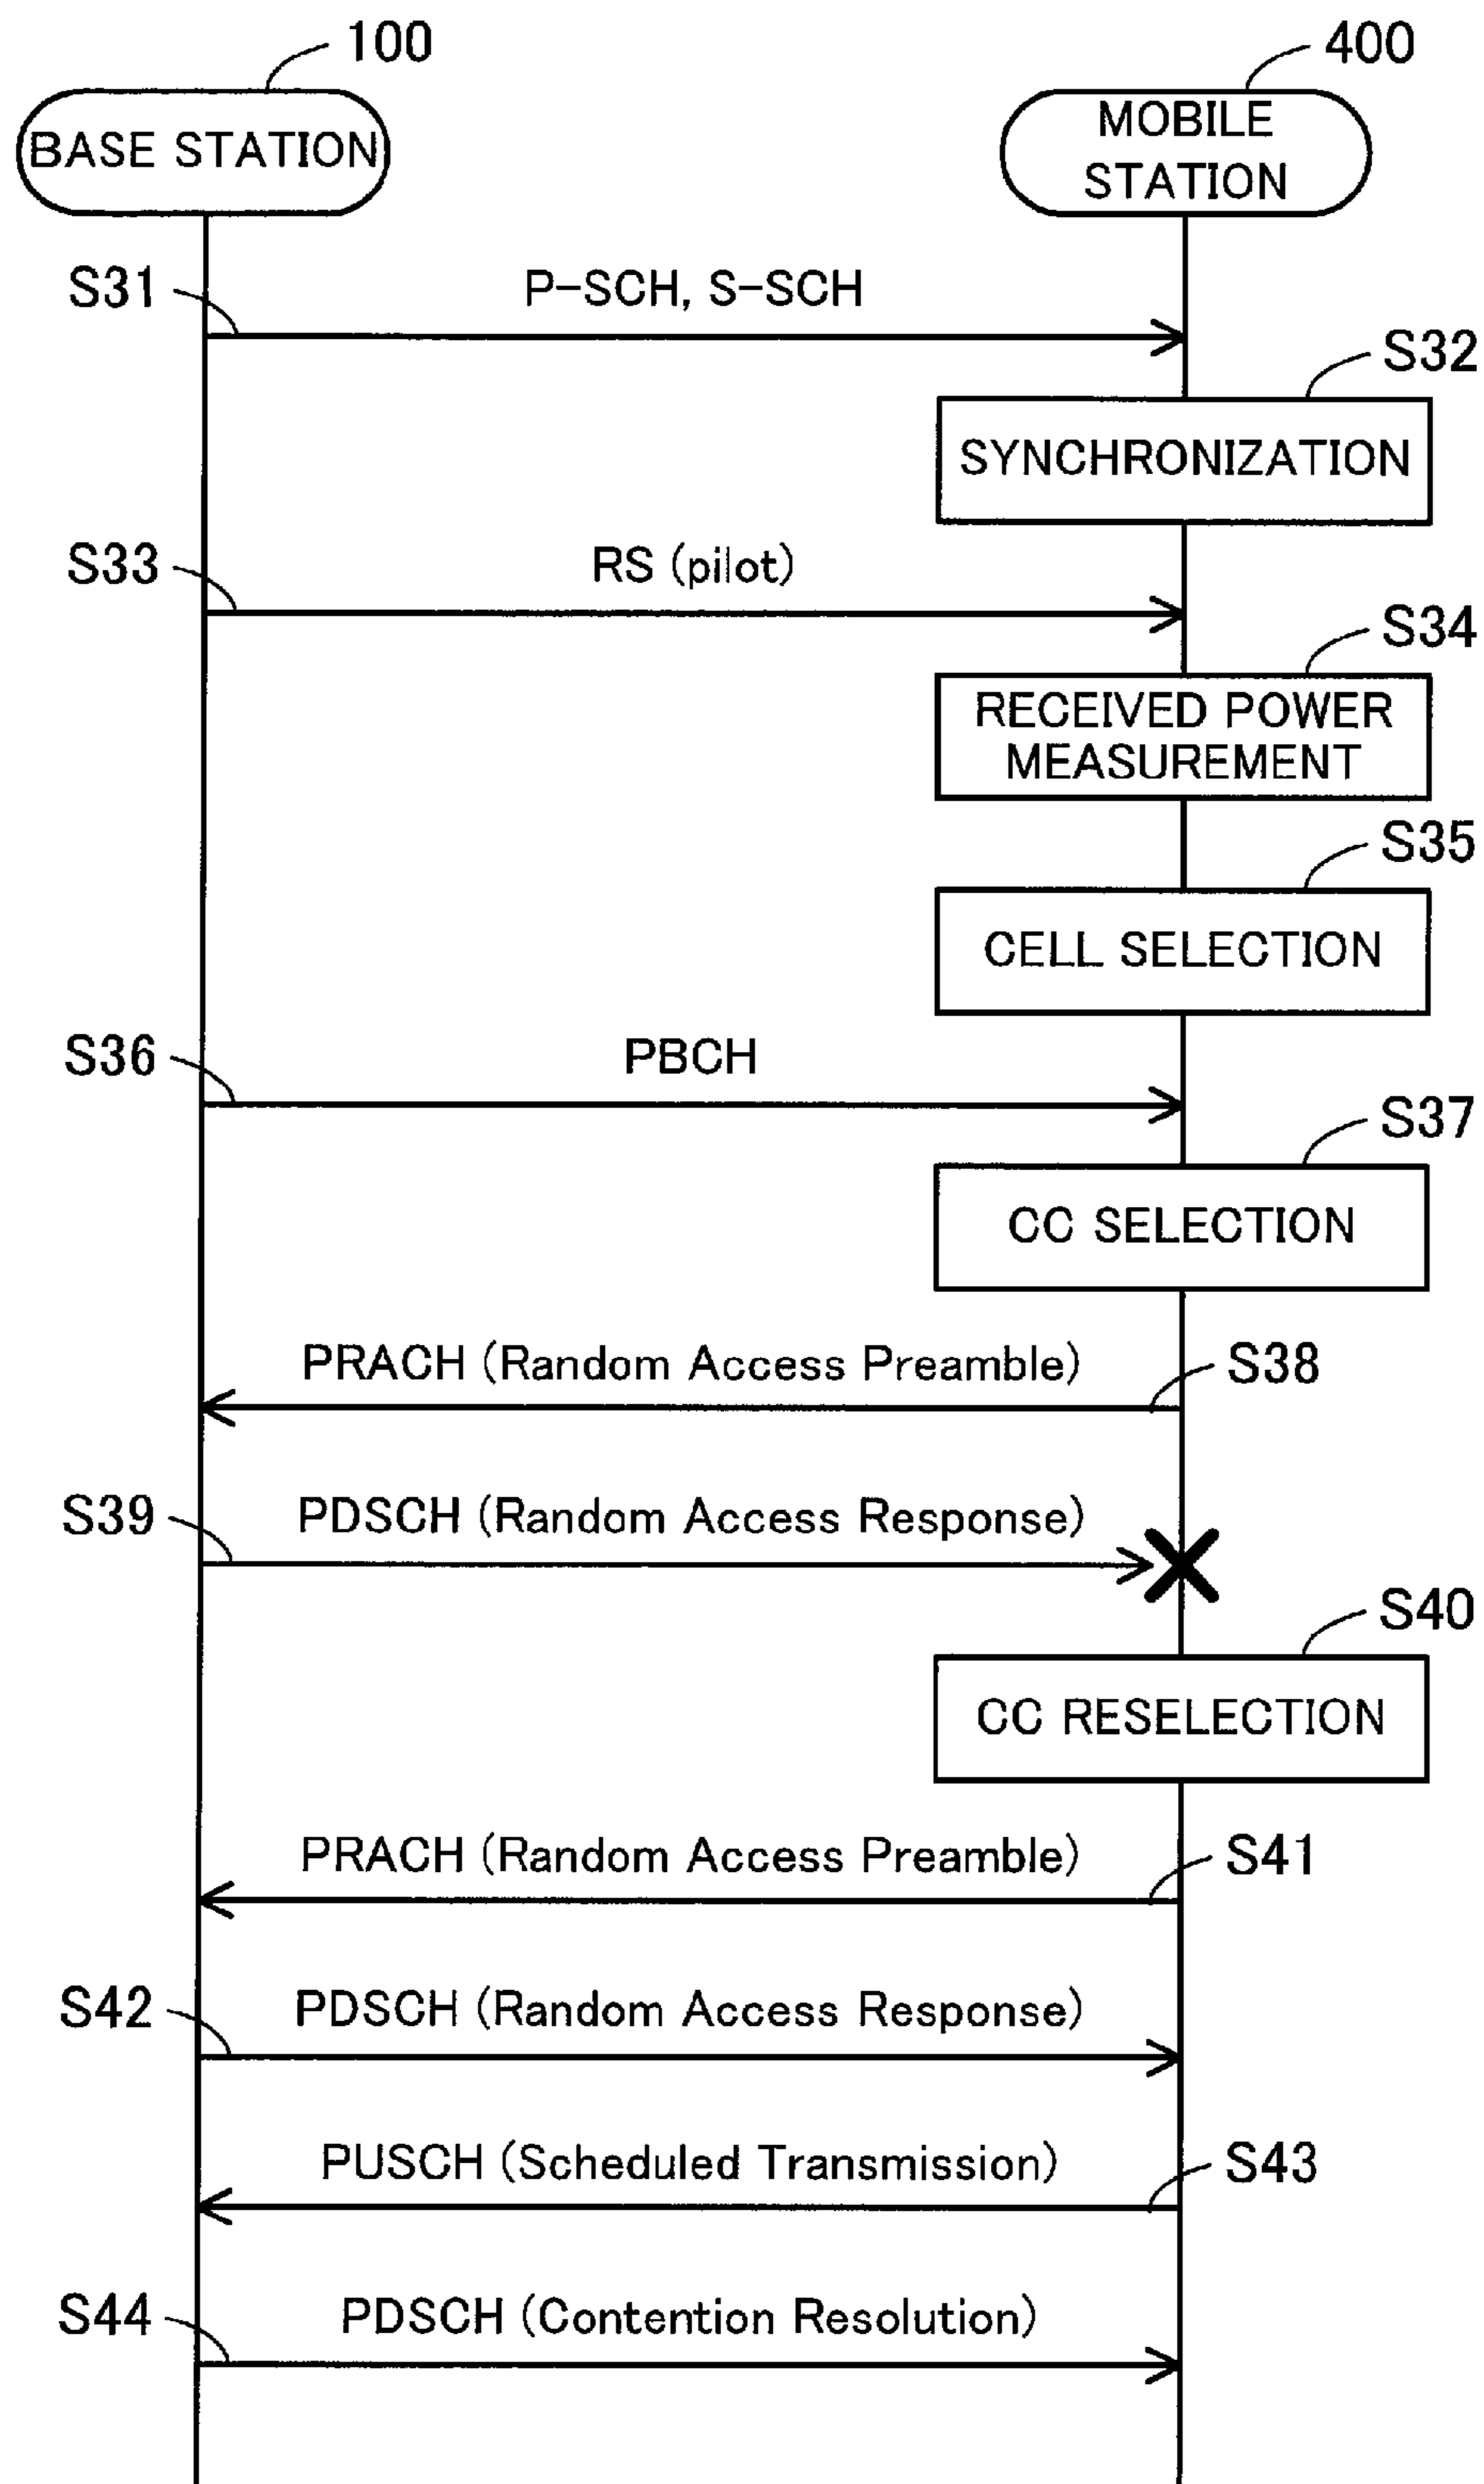 100
400
BASE STATION
MOBILE
STATION
S31
P-SCH, S-SCH
S32
SYNCHRONIZATION
S33
RS (pilot)
S34
RECEIVED POWER
MEASUREMENT
S35
CELL SELECTION
S36
PBCH
S37
CC SELECTION
PRACH (Random Access Preamble)
S38
S39
PDSCH (Random Access Response)
S40
CC RESELECTION
PRACH (Random Access Preamble)
S41
S42
PDSCH (Random Access Response)
PUSCH (Scheduled Transmission)
S43
S44
PDSCH (Contention Resolution)